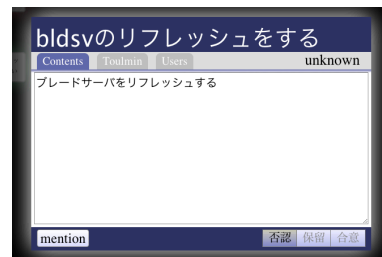 bldsvのリフレッシュをする
Contents Toulmin Users unknown
ブレードサーバをリフレッシュする
mention 否認 保留 合意